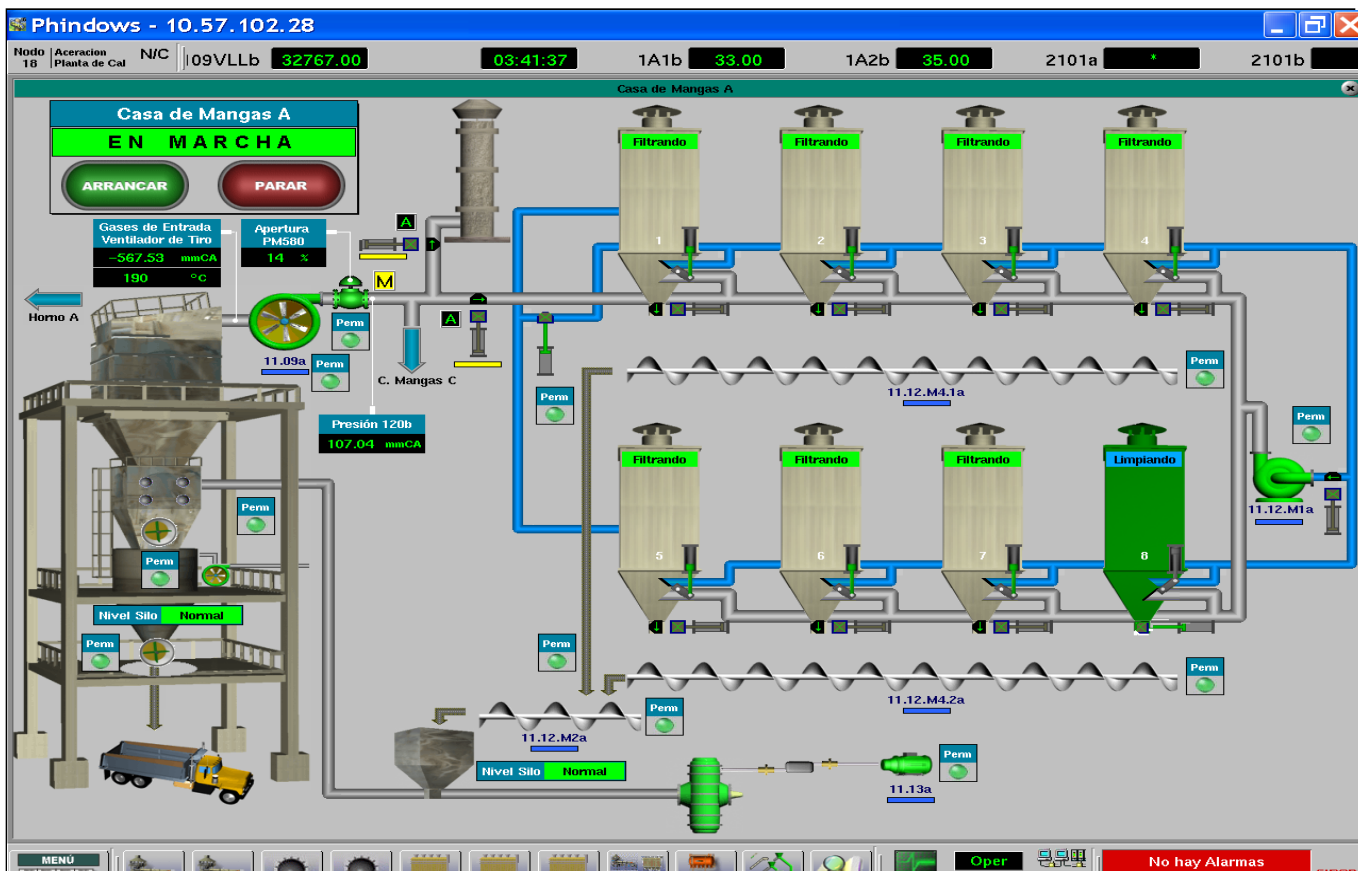 Phindows - 10.57.102.28
Nodo 18 Aceracion Planta de Cal N/C I09VLLb 32767.00 03:41:37 1A1b 33.00 1A2b 35.00 2101a * 2101b
Casa de Mangas A
Casa de Mangas A
EN MARCHA
ARRANCAR PARAR
Filtrando Filtrando Filtrando Filtrando
1 2 3 4
Gases de Entrada
Ventilador de Tiro
-567.53 mmCA
190 °C
Apertura
PM580
14 %
A
M
A
Horno A
Perm
11.09a
Perm
C. Mangas C
Perm
Presión 120b
107.04 mmCA
11.12.M4.1a
Perm
Filtrando Filtrando Filtrando Limpiando
5 6 7 8
Perm
11.12.M1a
Perm
Perm
Nivel Silo Normal
Perm
Perm
11.12.M4.2a
Perm
11.12.M2a
Perm
Nivel Silo Normal
11.13a
Perm
MENÚ
Oper
No hay Alarmas